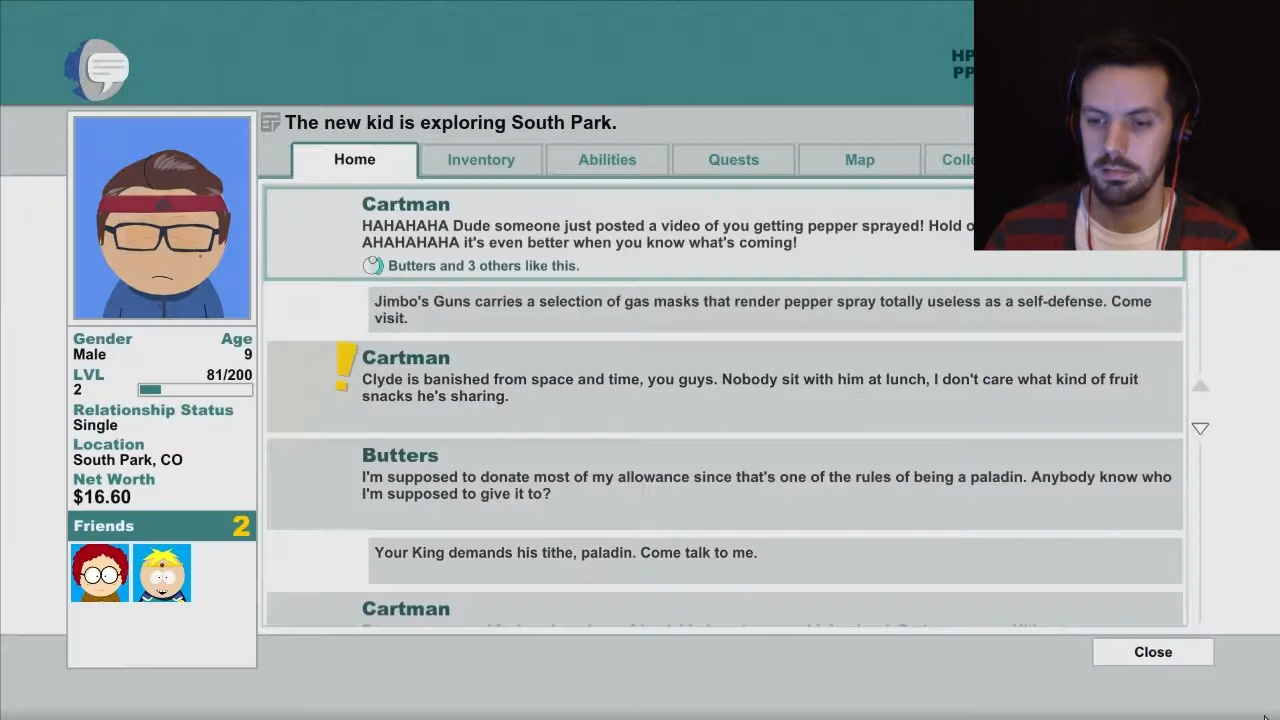 HP
PP
The new kid is exploring South Park.
Home
Inventory
Abilities
Quests
Map
Cartman
HAHAHAHA Dude someone just posted a video of you getting pepper sprayed! Hold
AHAHAHAHA it's even better when you know what's coming!
Butters and 3 others like this.
Jimbo's Guns carries a selection of gas masks that render pepper spray totally useless as a self-defense. Come
visit.
Cartman
Clyde is banished from space and time, you guys. Nobody sit with him at lunch, I don't care what kind of fruit
snacks he's sharing.
Butters
I'm supposed to donate most of my allowance since that's one of the rules of being a paladin. Anybody know who
I'm supposed to give it to?
Your King demands his tithe, paladin. Come talk to me.
Cartman
Gender Age
Male 9
LVL 81/200
2
Relationship Status
Single
Location
South Park, CO
Net Worth
$16.60
Friends 2
Close